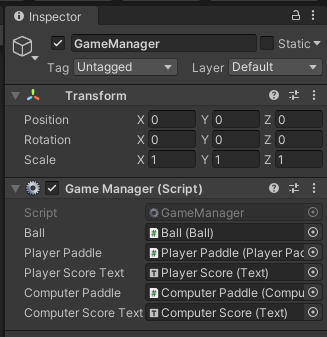 Inspector
GameManager Static
Tag Untagged Layer Default
Transform
Position X 0 Y 0 Z 0
Rotation X 0 Y 0 Z 0
Scale X 1 Y 1 Z 1
Game Manager (Script)
Script GameManager
Ball Ball (Ball)
Player Paddle Player Paddle (Player Pac
Player Score Text Player Score (Text)
Computer Paddle Computer Paddle (Compu
Computer Score Text Computer Score (Text)